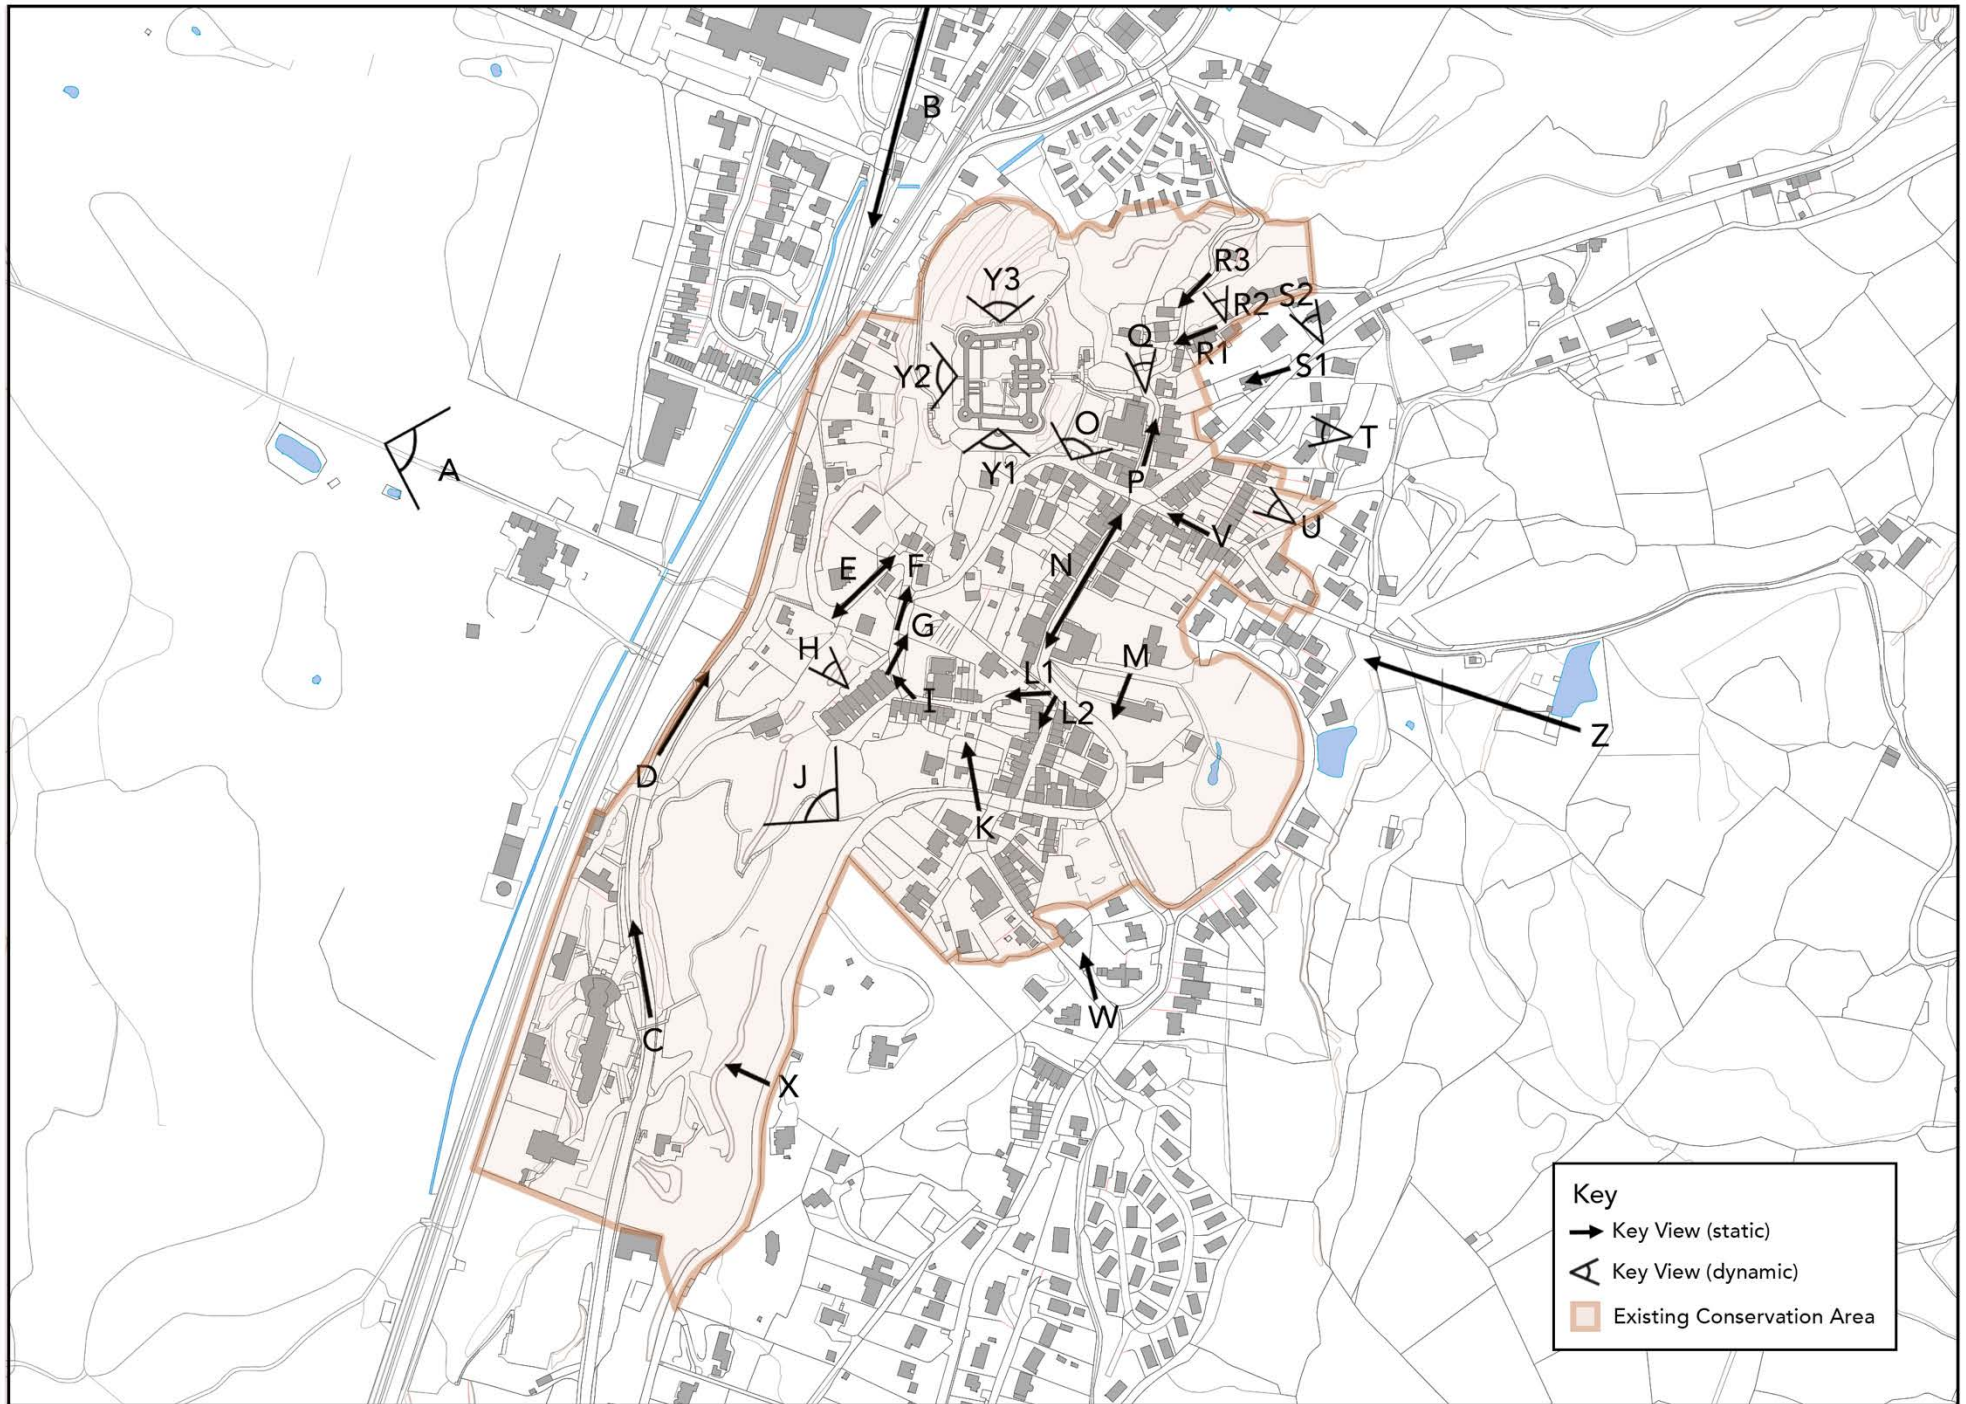 B
R3
Y3
R2
S2
Q
R1
S1
Y2
O
T
A
Y1
P
U
V
E
F
N
G
H
M
L1
I
L2
Z
D
J
K
W
C
X
Key
Key View (static)
Key View (dynamic)
Existing Conservation Area